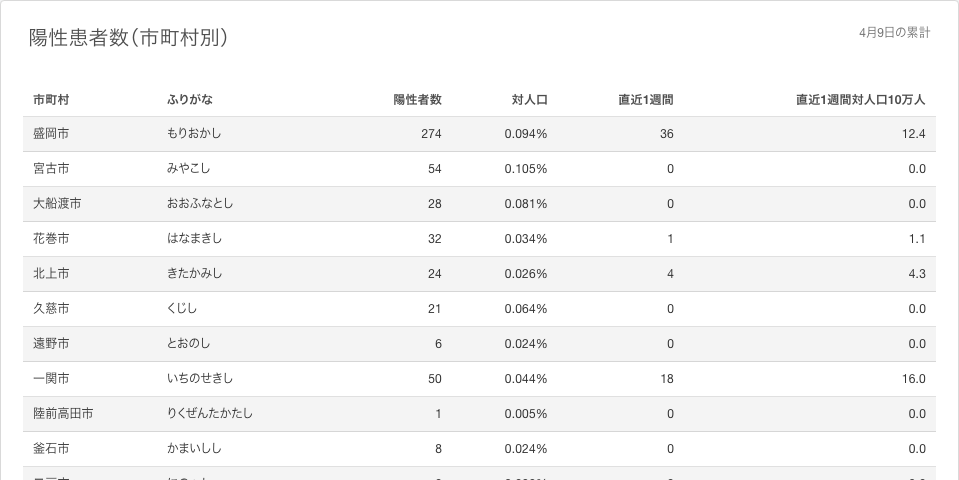 陽性患者数（市町村別）
4月9日の累計
市町村 ふりがな 陽性者数 対人口 直近1週間 直近1週間対人口10万人
盛岡市 もりおかし 274 0.094% 36 12.4
宮古市 みやこし 54 0.105% 0 0.0
大船渡市 おおふなとし 28 0.081% 0 0.0
花巻市 はなまきし 32 0.034% 1 1.1
北上市 きたかみし 24 0.026% 4 4.3
久慈市 くじし 21 0.064% 0 0.0
遠野市 とおのし 6 0.024% 0 0.0
一関市 いちのせきし 50 0.044% 18 16.0
陸前高田市 りくぜんたかたし 1 0.005% 0 0.0
釜石市 かまいしし 8 0.024% 0 0.0